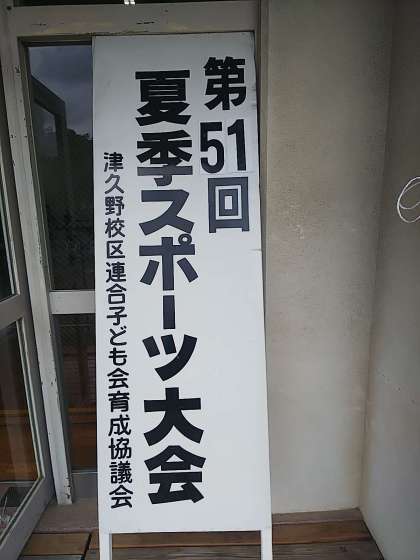 第51回
夏季スポーツ大会
津久野校区連合子ども会育成協議会